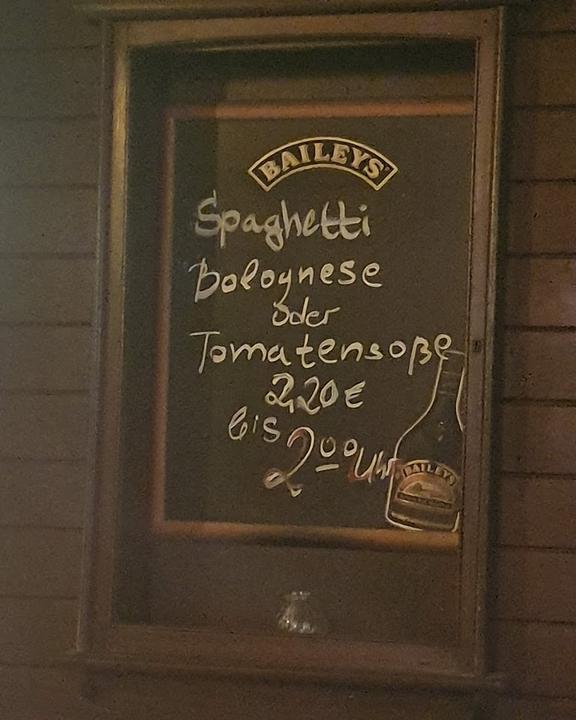 BAILEYS
Spaghetti
Bolognese
oder
Tomatensoße
2,20€
bis
2⁰⁰ Uhr
BAILEYS